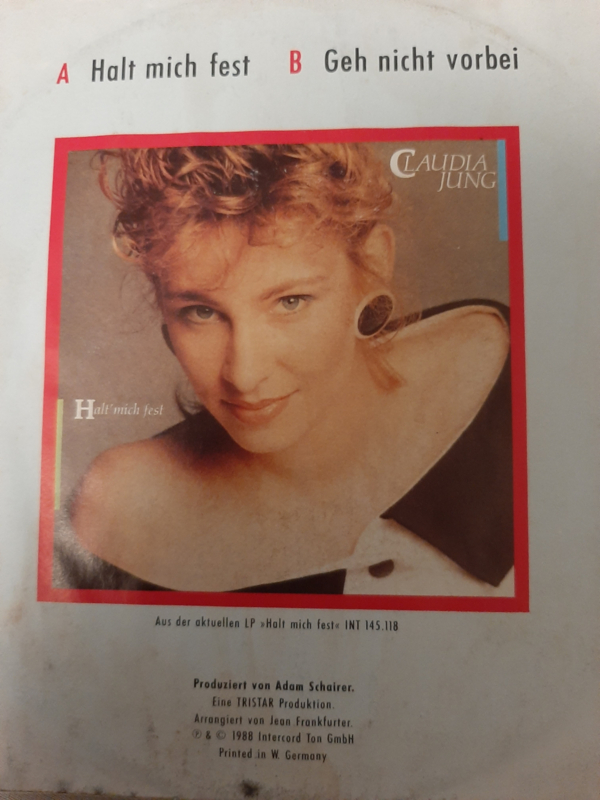 A Halt mich fest B Geh nicht vorbei
CLAUDIA
JUNG
Halt' mich fest
Aus der aktuellen LP »Halt mich fest« INT 145.118
Produziert von Adam Schairer.
Eine TRISTAR Produktion.
Arrangiert von Jean Frankfurter.
℗ & © 1988 Intercord Ton GmbH
Printed in W. Germany